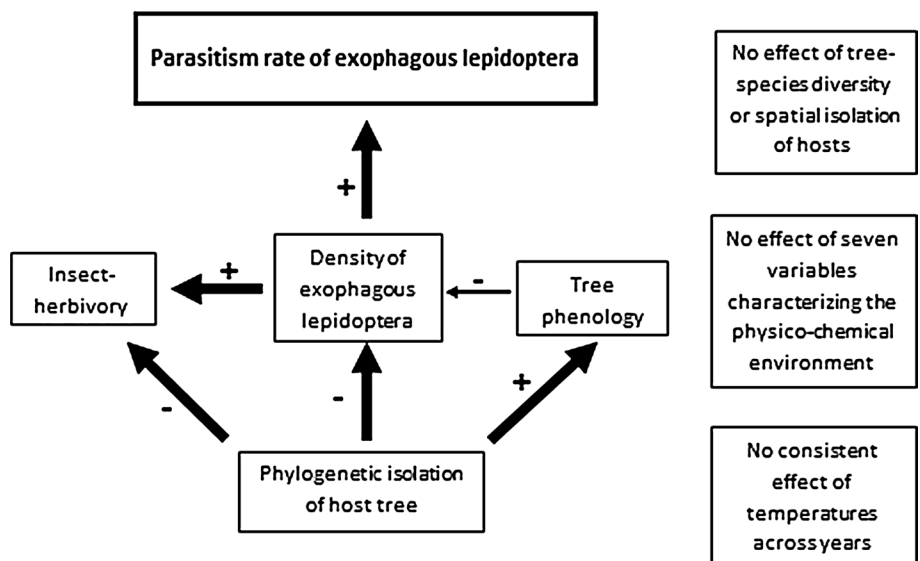 Parasitism rate of exophagous lepidoptera
No effect of tree-
species diversity
or spatial isolation
of hosts
+
Insect-
herbivory
+
Density of
exophagous
lepidoptera
-
Tree
phenology
No effect of seven
variables
characterizing the
physico-chemical
environment
-
-
+
Phylogenetic isolation
of host tree
No consistent
effect of
temperatures
across years